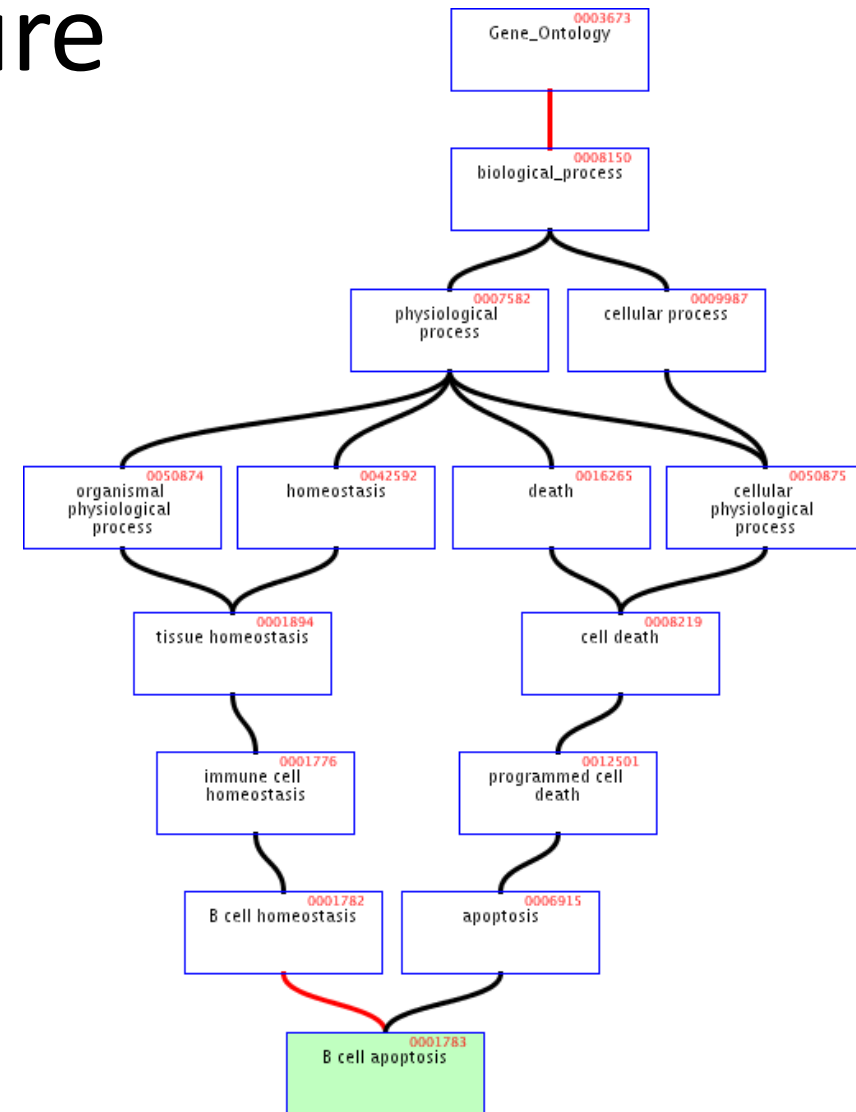 ure
0003673
Gene_Ontology
0008150
biological_process
0007582
physiological
process
0009987
cellular process
0050874
organismal
physiological
process
0042592
homeostasis
0016265
death
0050875
cellular
physiological
process
0001894
tissue homeostasis
0008219
cell death
0001776
immune cell
homeostasis
0012501
programmed cell
death
0001782
B cell homeostasis
0006915
apoptosis
0001783
B cell apoptosis